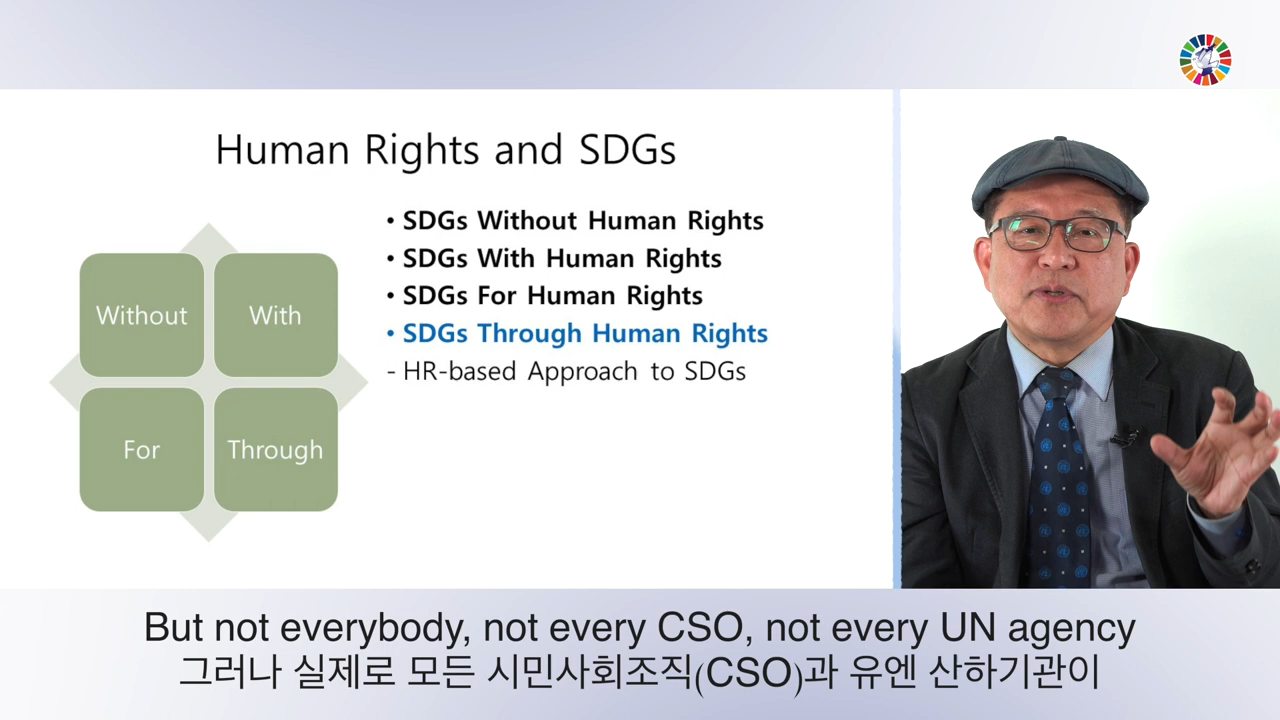 Human Rights and SDGs
Without
With
For
Through
• SDGs Without Human Rights
• SDGs With Human Rights
• SDGs For Human Rights
• SDGs Through Human Rights
- HR-based Approach to SDGs
But not everybody, not every CSO, not every UN agency
그러나 실제로 모든 시민사회조직(CSO)과 유엔 산하기관이